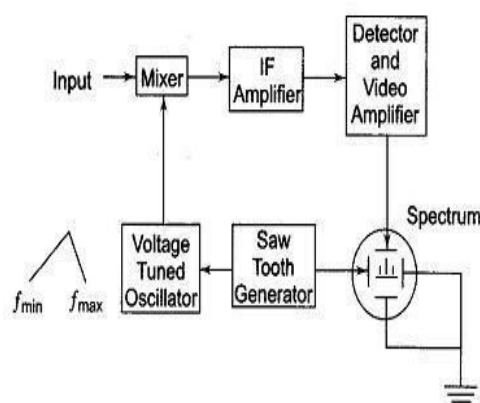 Input
Mixer
IF
Amplifier
Detector
and
Video
Amplifier
Spectrum
Voltage
Tuned
Oscillator
Saw
Tooth
Generator
fmin
fmax